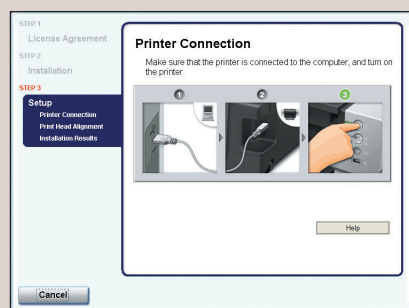 STEP 1
License Agreement
STEP 2
Installation
STEP 3
Setup
Printer Connection
Print Head Alignment
Installation Results
Printer Connection
Make sure that the printer is connected to the computer, and turn on
the printer.
1
2
3
Help
Cancel